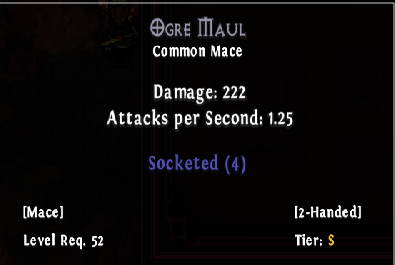 Ogre Maul
Common Mace
Damage: 222
Attacks per Second: 1.25
Socketed (4)
[Mace]
[2-Handed]
Level Req. 52
Tier: S